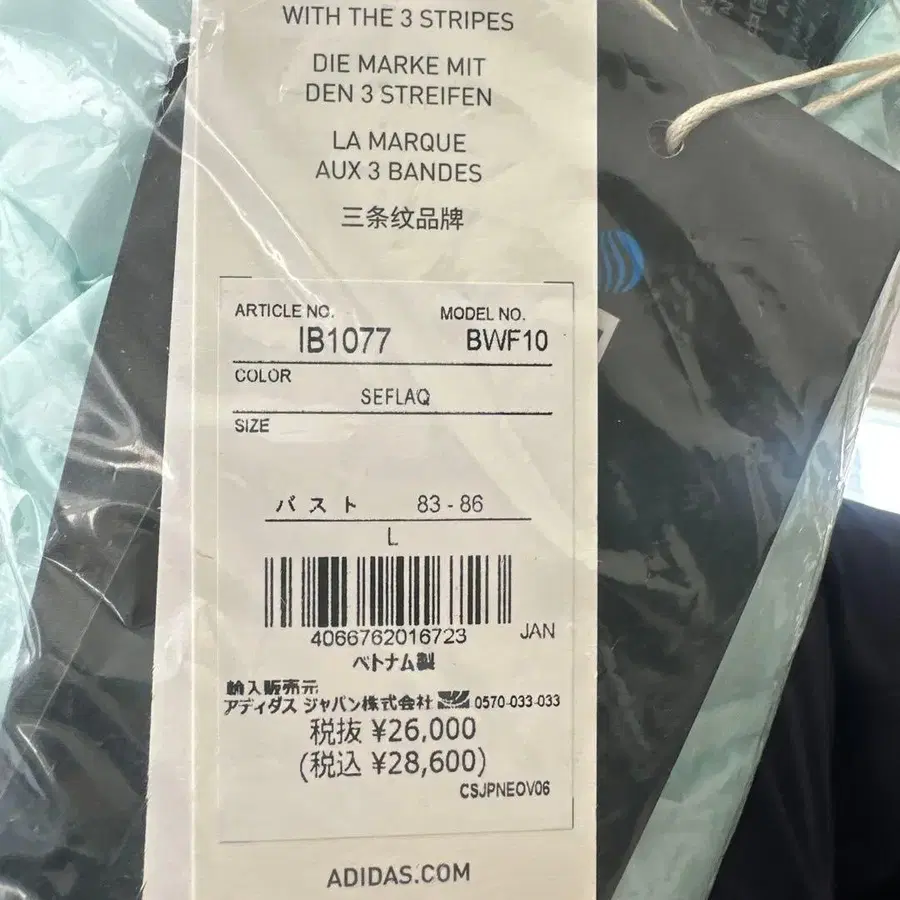 WITH THE 3 STRIPES
DIE MARKE MIT
DEN 3 STREIFEN
LA MARQUE
AUX 3 BANDES
三条纹品牌
ARTICLE NO.
MODEL NO.
IB1077
BWF10
COLOR
SEFLAQ
SIZE
バスト 83-86
L
4066762016723 JAN
ベトナム製
輸入販売元
アディダス ジャパン株式会社 0570-033-033
税抜 ¥26,000
(税込 ¥28,600)
CSJPNEOV06
ADIDAS.COM